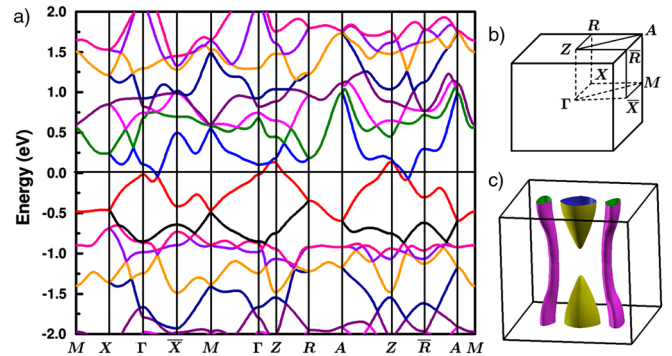 a)
Energy (eV)
2.0
1.5
1.0
0.5
0
-0.5
-1.0
-1.5
-2.0
M X Γ X̅ M Γ Z R A Z R̅ A M
b)
R
A
Z
R̅
X
M
Γ
X̅
c)